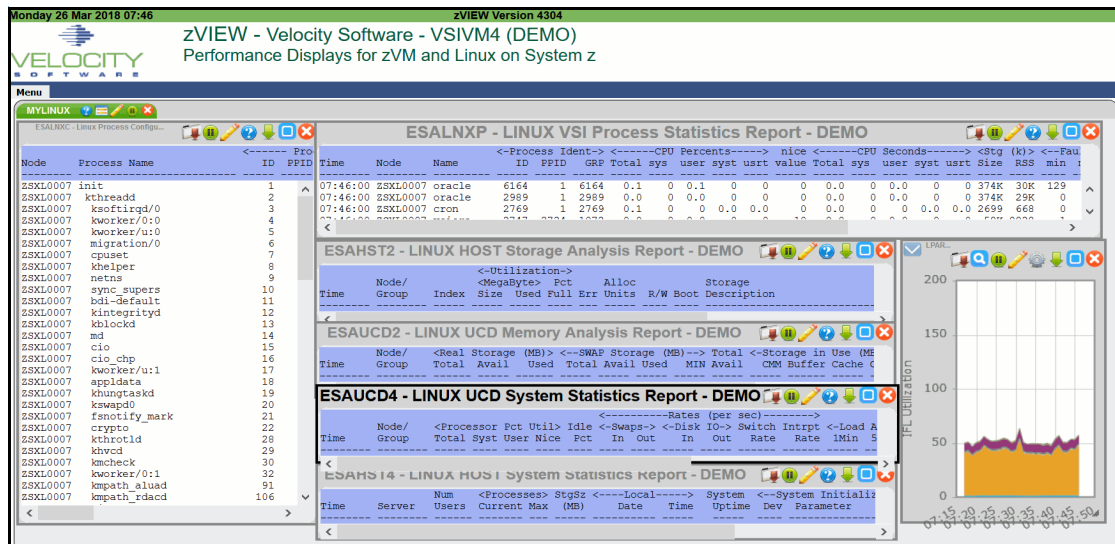 Monday 26 Mar 2018 07:46
zVIEW Version 4304
VELOCITY
SOFTWARE
zVIEW - Velocity Software - VSIVM4 (DEMO)
Performance Displays for zVM and Linux on System z
Menu
MYLINUX
ESALNXC - Linux Process Configu...
<------ Pro
Node Process Name ID PPID
ZSXL0007 init 1
ZSXL0007 kthreadd 2
ZSXL0007 ksoftirqd/0 3
ZSXL0007 kworker/0:0 4
ZSXL0007 kworker/u:0 5
ZSXL0007 migration/0 6
ZSXL0007 cpuset 7
ZSXL0007 khelper 8
ZSXL0007 netns 9
ZSXL0007 sync_supers 10
ZSXL0007 bdi-default 11
ZSXL0007 kintegrityd 12
ZSXL0007 kblockd 13
ZSXL0007 md 14
ZSXL0007 cio 15
ZSXL0007 cio_chp 16
ZSXL0007 kworker/u:1 17
ZSXL0007 appldata 18
ZSXL0007 khungtaskd 19
ZSXL0007 kswapd0 20
ZSXL0007 fsnotify_mark 21
ZSXL0007 crypto 22
ZSXL0007 kthrotld 28
ZSXL0007 khvcd 29
ZSXL0007 kmcheck 30
ZSXL0007 kworker/0:1 322
ZSXL0007 kmpath_aluad 91
ZSXL0007 kmpath_rdacd 106
ESALNXP - LINUX VSI Process Statistics Report - DEMO
<-Process Ident-> <------CPU Percents-----> nice <------CPU Seconds------> <Stg (k)> <--Fau
Time Node Name ID PPID GRP Total sys user syst usrt value Total sys user syst usrt Size RSS min
07:46:00 ZSXL0007 oracle 6164 1 6164 0.1 0 0.1 0 0 0 0.0 0 0.0 0 0 374K 30K 129
07:46:00 ZSXL0007 oracle 2989 1 2989 0.0 0 0.0 0 0 0 0.0 0 0.0 0 0 374K 29K 0
07:46:00 ZSXL0007 cron 2769 1 2769 0.1 0 0 0.0 0.0 0 0.0 0 0 0.0 0.0 2699 668 0
ESAHST2 - LINUX HOST Storage Analysis Report - DEMO
<-Utilization->
Node/ <MegaByte> Pct Alloc Storage
Time Group Index Size Used Full Err Units R/W Boot Description
ESAUCD2 - LINUX UCD Memory Analysis Report - DEMO
Node/ <Real Storage (MB)> <--SWAP Storage (MB)--> Total <-Storage in Use (MB
Time Group Total Avail Used Total Avail Used MIN Avail CMM Buffer Cache
ESAUCD4 - LINUX UCD System Statistics Report - DEMO
<----------Rates (per sec)-------->
Node/ <Processor Pct Util> Idle <-Swaps-> <-Disk IO-> Switch Intrpt <-Load A
Time Group Total Syst User Nice Pct In Out In Out Rate Rate 1Min 5
ESAHST4 - LINUX HOST System Statistics Report - DEMO
Num <Processes> StgSz <----Local-----> System <--System Initializ
Time Server Users Current Max (MB) Date Time Uptime Dev Parameter
LPAR...
IFL Utilization
200
150
100
50
0
07:15 07:20 07:25 07:30 07:35 07:40 07:45 07:50